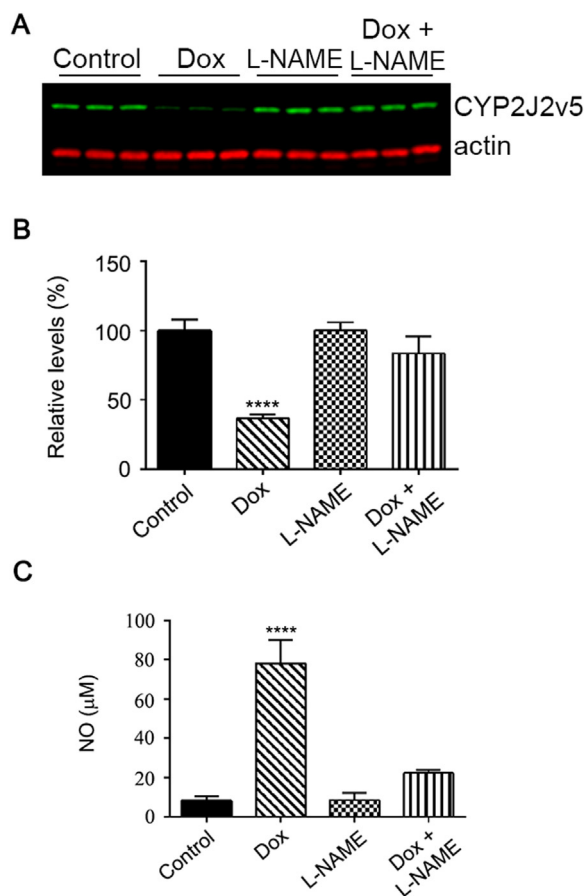 A
Control Dox L-NAME Dox +
L-NAME
CYP2J2v5
actin
B
Relative levels (%)
150
100
50
0
****
Control
Dox
L-NAME
Dox +
L-NAME
C
NO (μM)
100
80
60
40
20
0
****
Control
Dox
L-NAME
Dox +
L-NAME